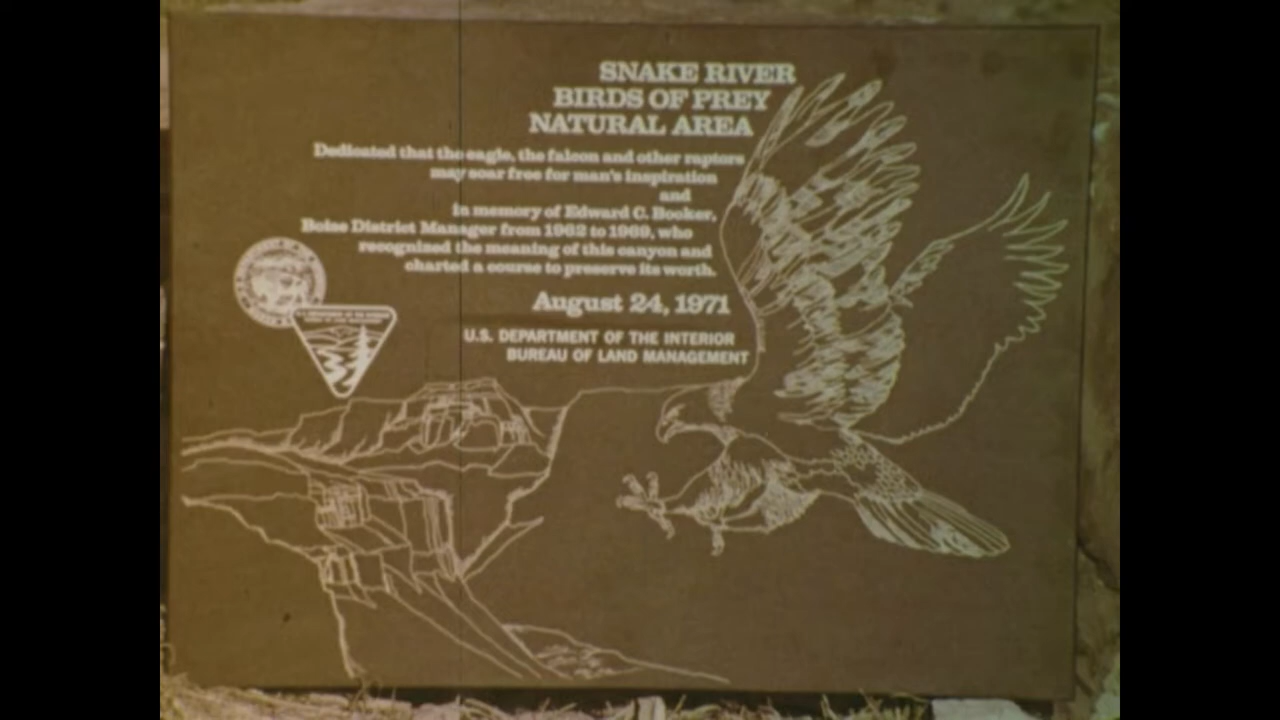 SNAKE RIVER
BIRDS OF PREY
NATURAL AREA
Dedicated that the eagle, the falcon and other raptors
may soar free for man's inspiration
and
in memory of Edward C. Booker,
Boise District Manager from 1962 to 1969, who
recognized the meaning of this canyon and
charted a course to preserve its worth.
August 24, 1971
U.S. DEPARTMENT OF THE INTERIOR
BUREAU OF LAND MANAGEMENT